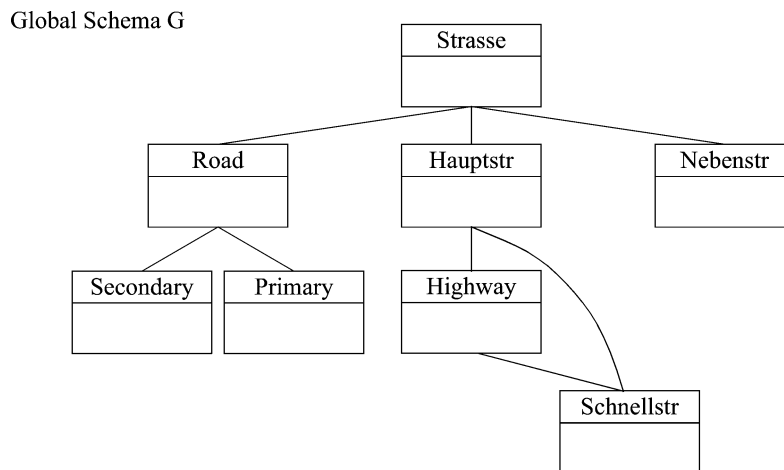 Global Schema G
Strasse
Road
Hauptstr
Nebenstr
Secondary
Primary
Highway
Schnellstr